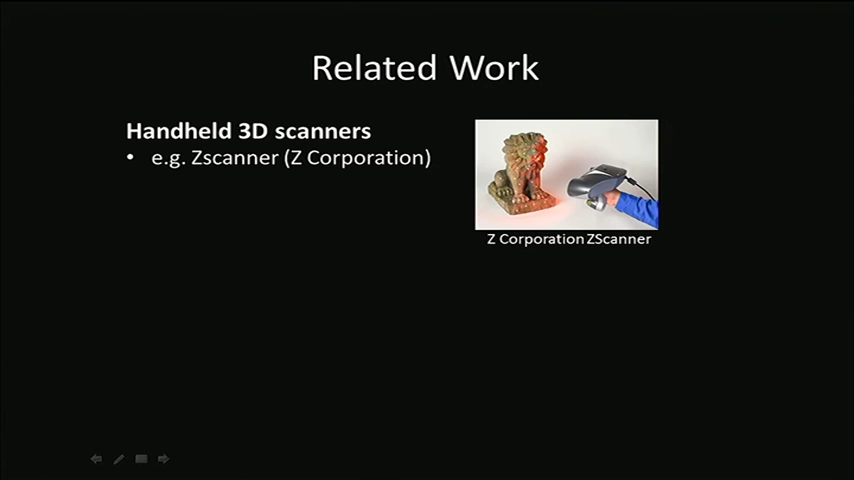 Related Work
Handheld 3D scanners
• e.g. Zscanner (Z Corporation)
Z Corporation ZScanner